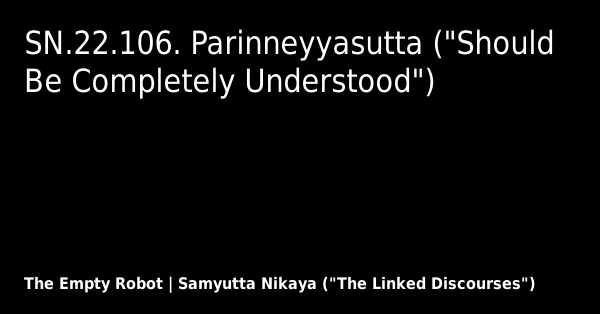 SN.22.106. Parinneyyasutta ("Should
Be Completely Understood")
The Empty Robot | Samyutta Nikaya ("The Linked Discourses")